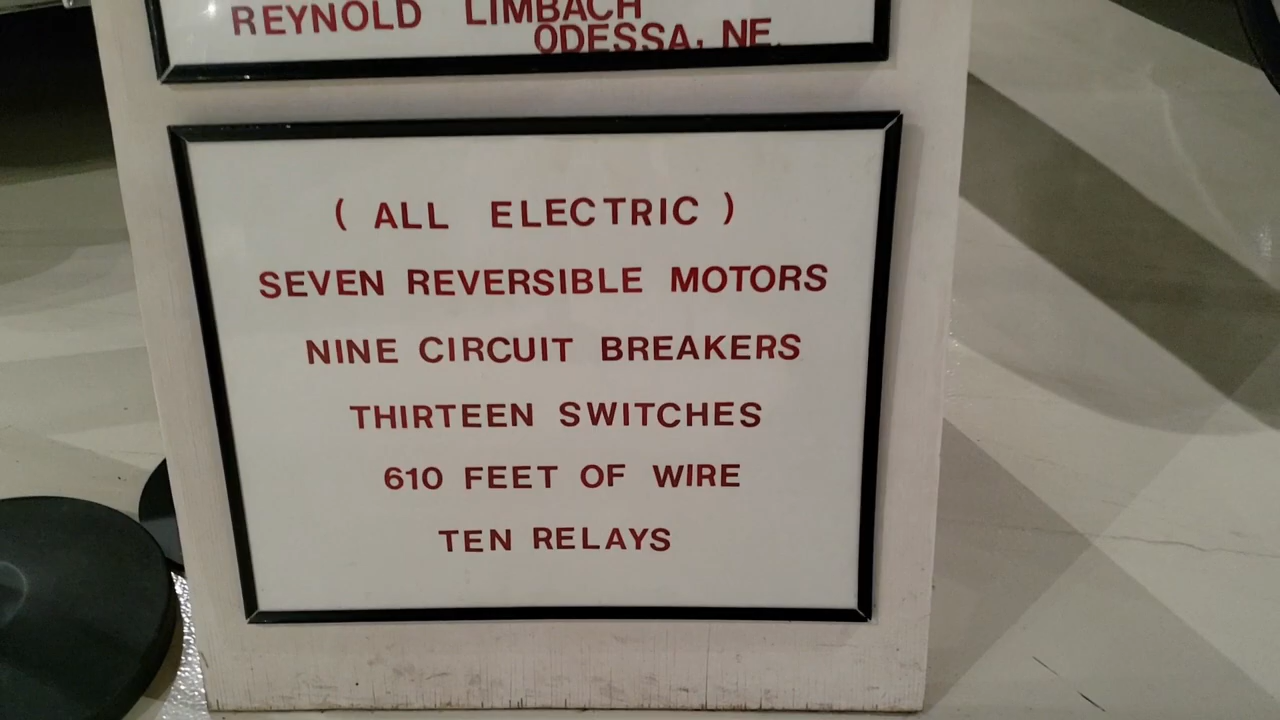 REYNOLD LIMBACH
ODESSA, NE.
( ALL ELECTRIC )
SEVEN REVERSIBLE MOTORS
NINE CIRCUIT BREAKERS
THIRTEEN SWITCHES
610 FEET OF WIRE
TEN RELAYS